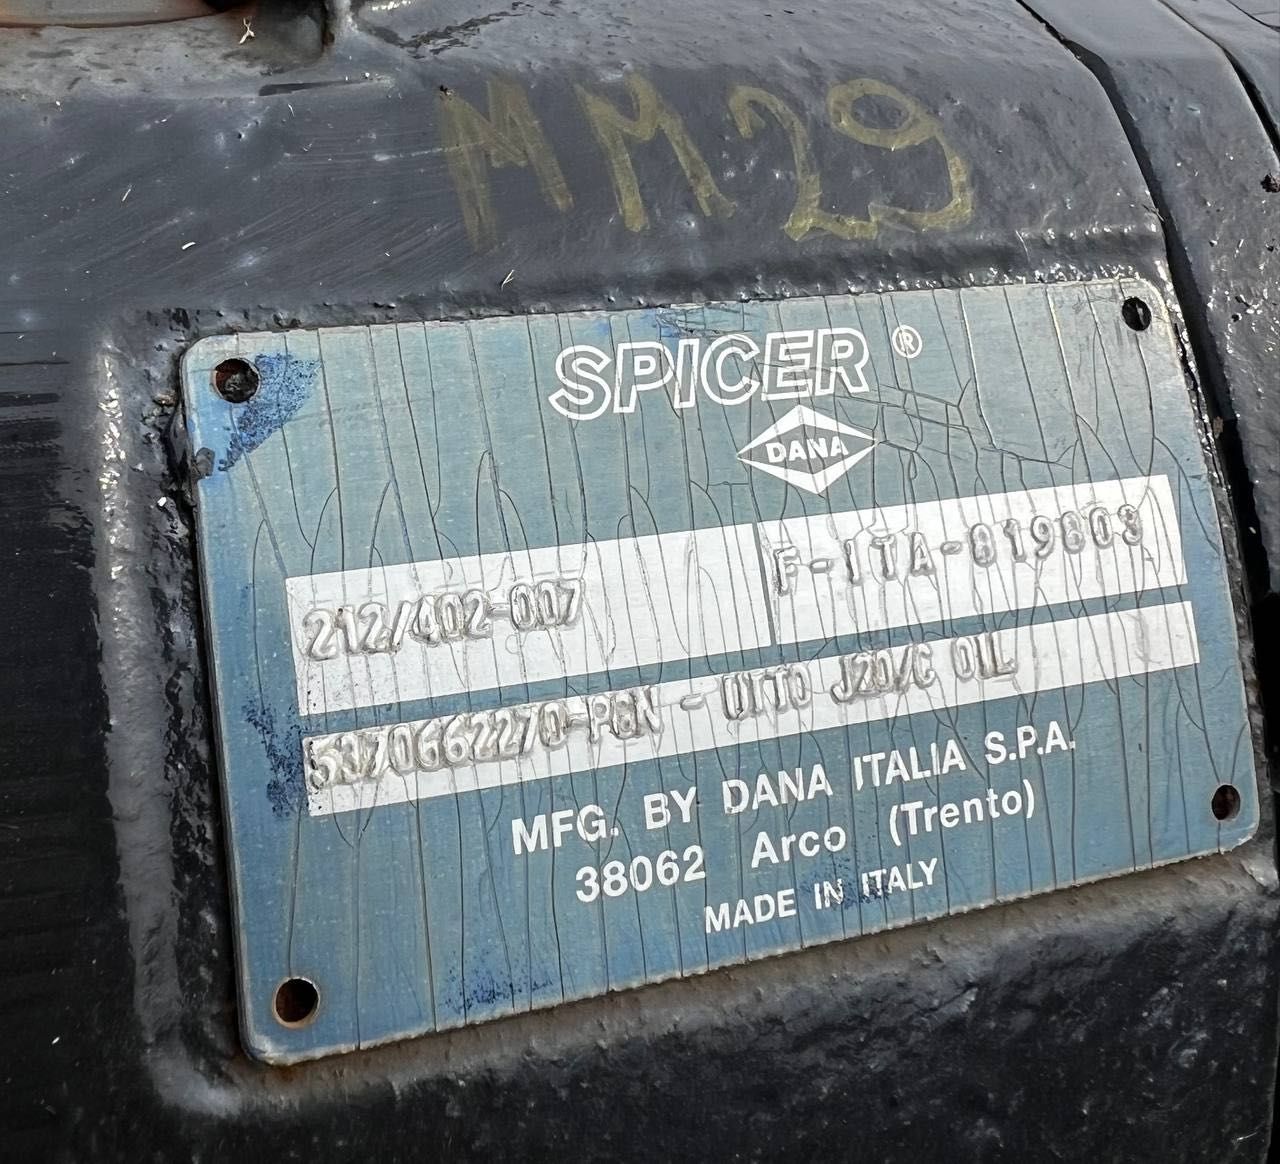 MM29
SPICER ®
DANA
212/402-007 F-ITA-819803
5370662270-PGN - UTTO J20/C OIL
MFG. BY DANA ITALIA S.P.A.
38062 Arco (Trento)
MADE IN ITALY